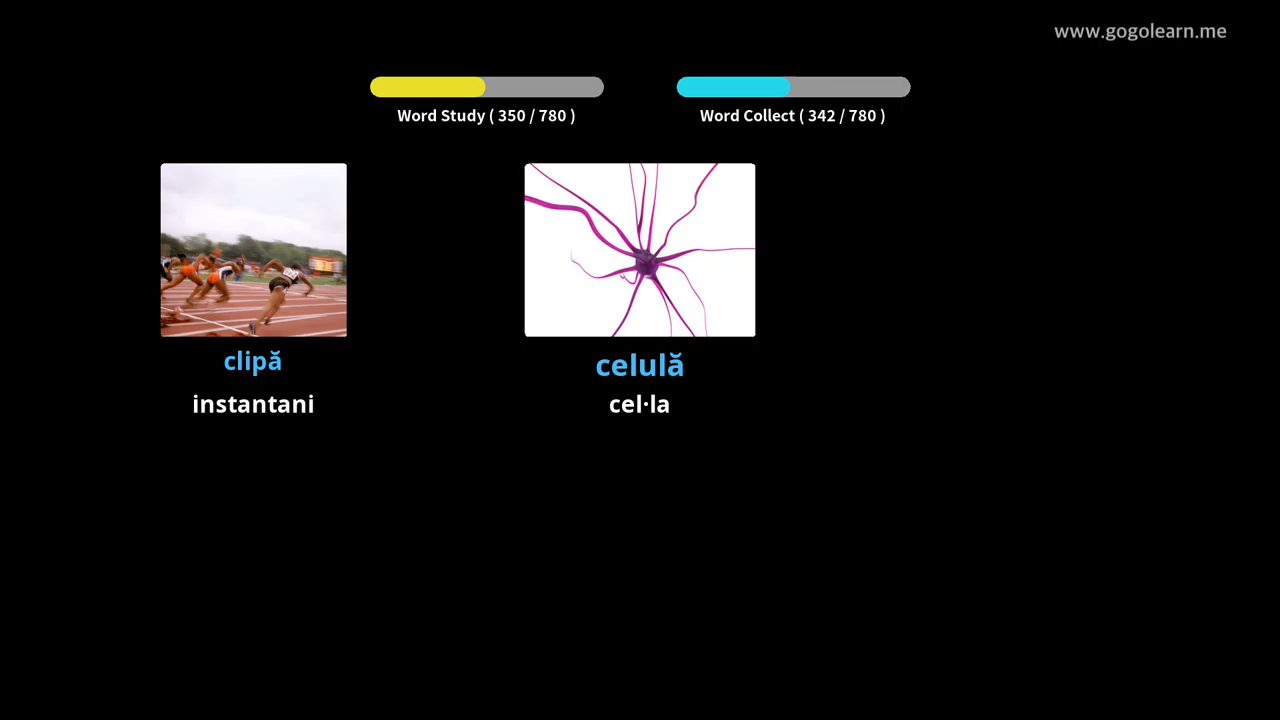 www.gogolearn.me
Word Study ( 350 / 780 )
Word Collect ( 342 / 780 )
clipă
instantani
celulă
cel·la